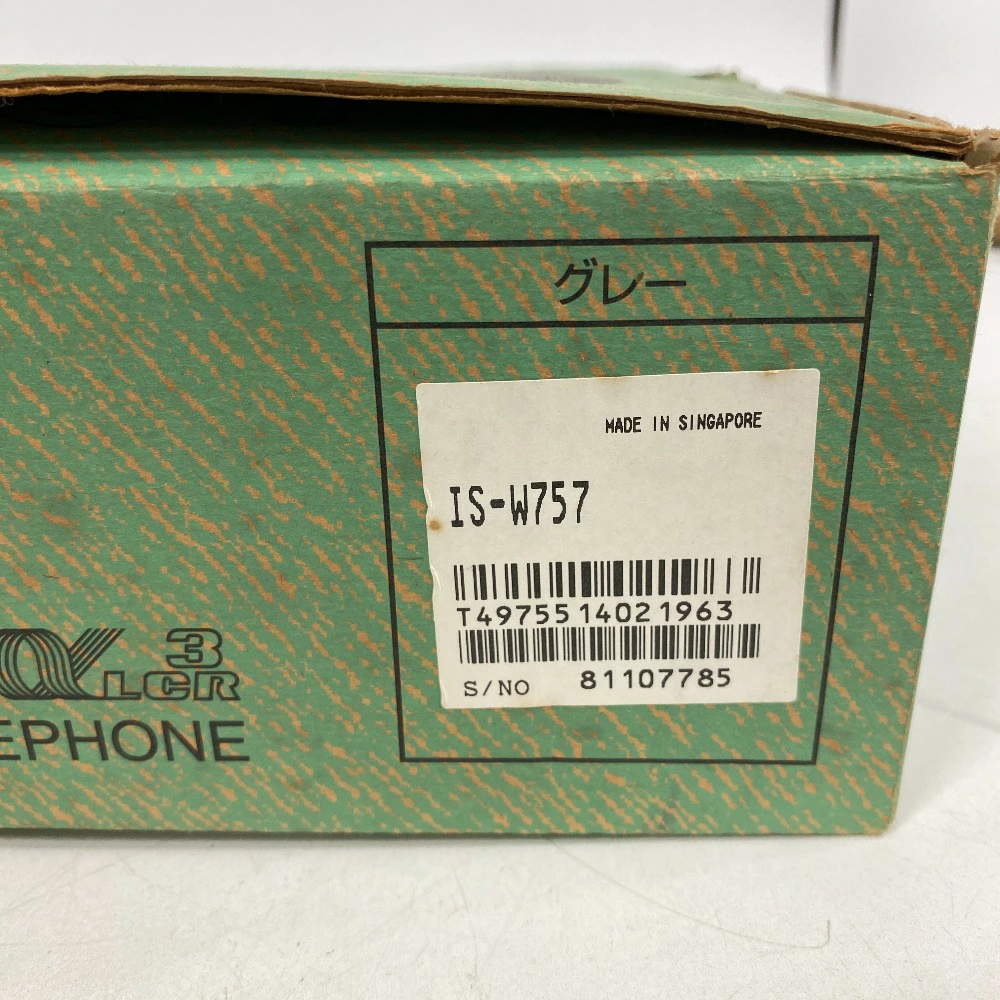 グレー
MADE IN SINGAPORE
IS-W757
T4975514021963
S/NO 81107785
α 3
LCR
EPHONE